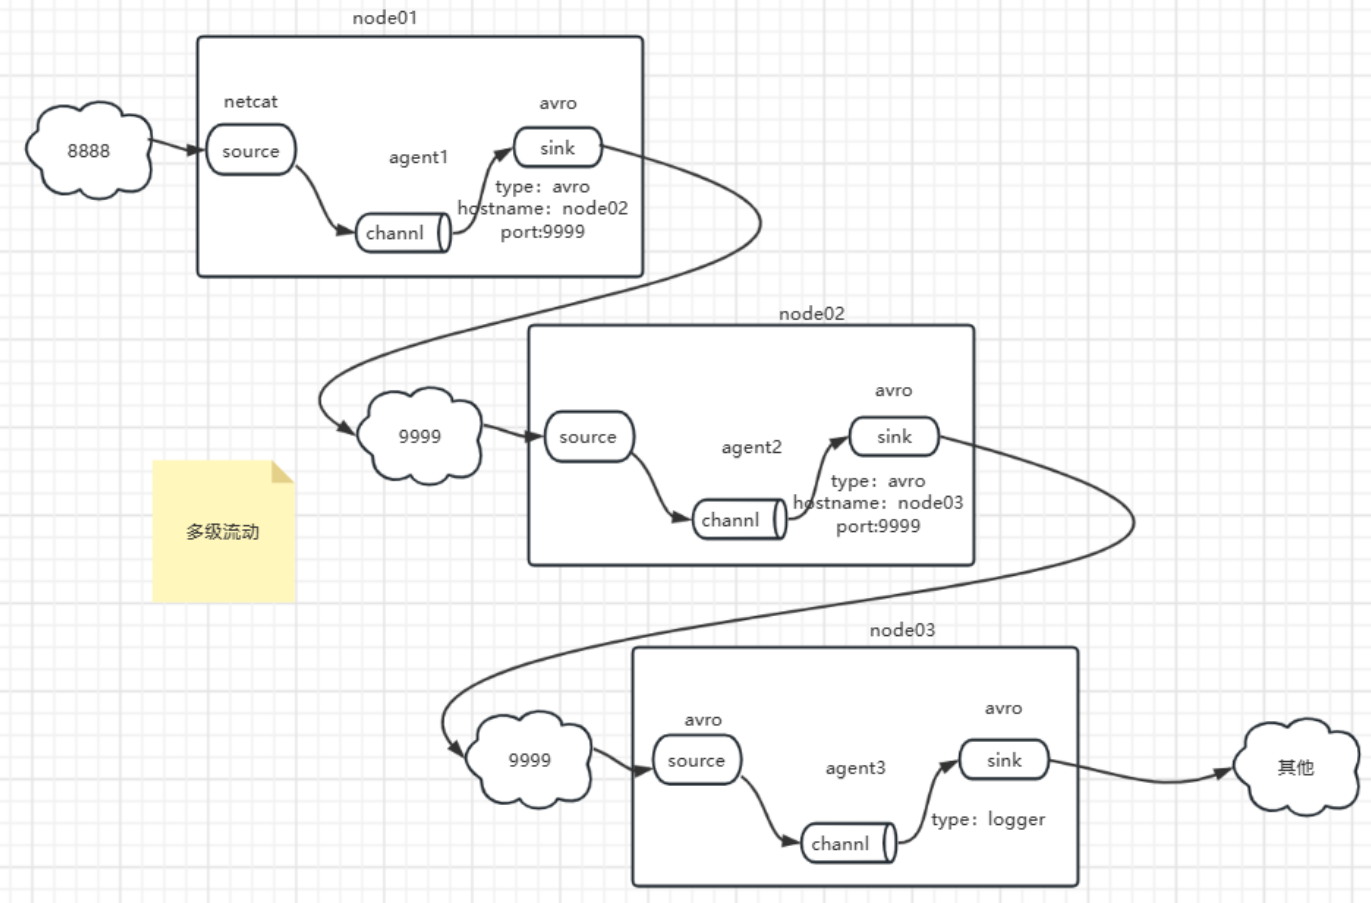 node01
netcat
avro
8888
source
agent1
sink
type：avro
hostname：node02
port:9999
channl
node02
avro
9999
source
agent2
sink
type：avro
hostname：node03
port:9999
channl
多级流动
node03
avro
avro
9999
source
agent3
sink
其他
type：logger
channl